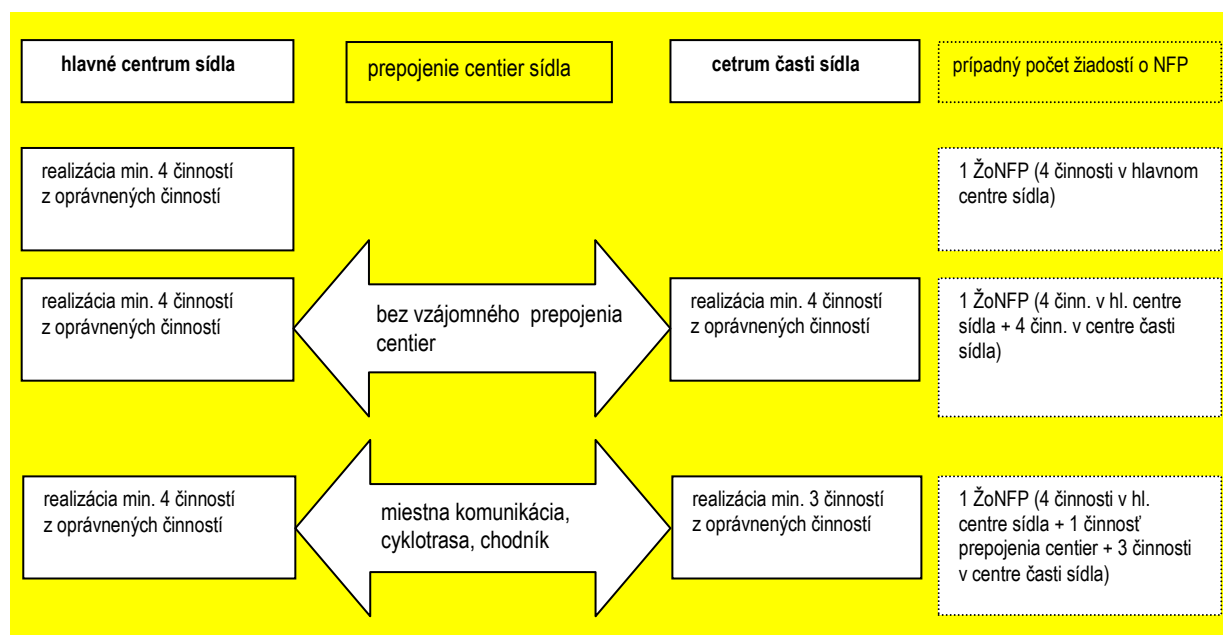 hlavné centrum sídla
prepojenie centier sídla
cetrum časti sídla
prípadný počet žiadostí o NFP
realizácia min. 4 činností
z oprávnených činností
1 ŽoNFP (4 činnosti v hlavnom
centre sídla)
realizácia min. 4 činností
z oprávnených činností
bez vzájomného prepojenia
centier
realizácia min. 4 činností
z oprávnených činností
1 ŽoNFP (4 činn. v hl. centre
sídla + 4 činn. v centre časti
sídla)
realizácia min. 4 činností
z oprávnených činností
miestna komunikácia,
cyklotrasa, chodník
realizácia min. 3 činností
z oprávnených činností
1 ŽoNFP (4 činnosti v hl.
centre sídla + 1 činnosť
prepojenia centier + 3 činnosti
v centre časti sídla)